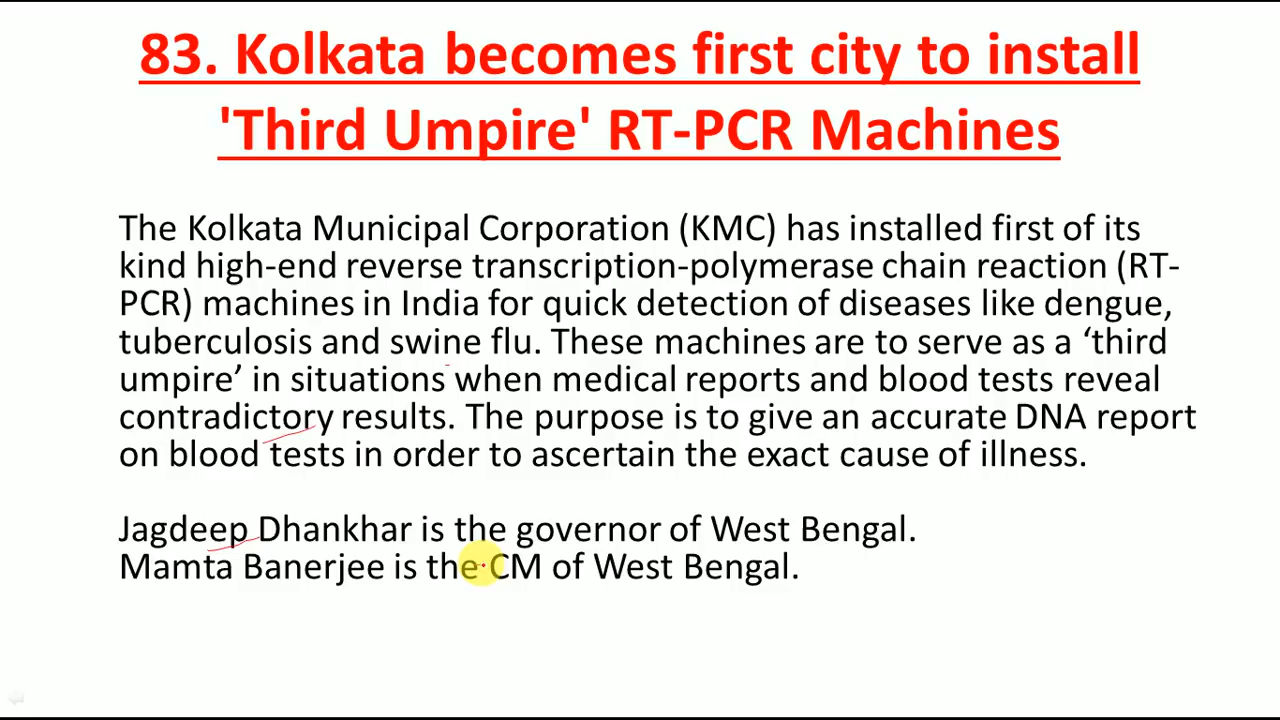 83. Kolkata becomes first city to install
'Third Umpire' RT-PCR Machines
The Kolkata Municipal Corporation (KMC) has installed first of its
kind high-end reverse transcription-polymerase chain reaction (RT-
PCR) machines in India for quick detection of diseases like dengue,
tuberculosis and swine flu. These machines are to serve as a ‘third
umpire’ in situations when medical reports and blood tests reveal
contradictory results. The purpose is to give an accurate DNA report
on blood tests in order to ascertain the exact cause of illness.
Jagdeep Dhankhar is the governor of West Bengal.
Mamta Banerjee is the CM of West Bengal.